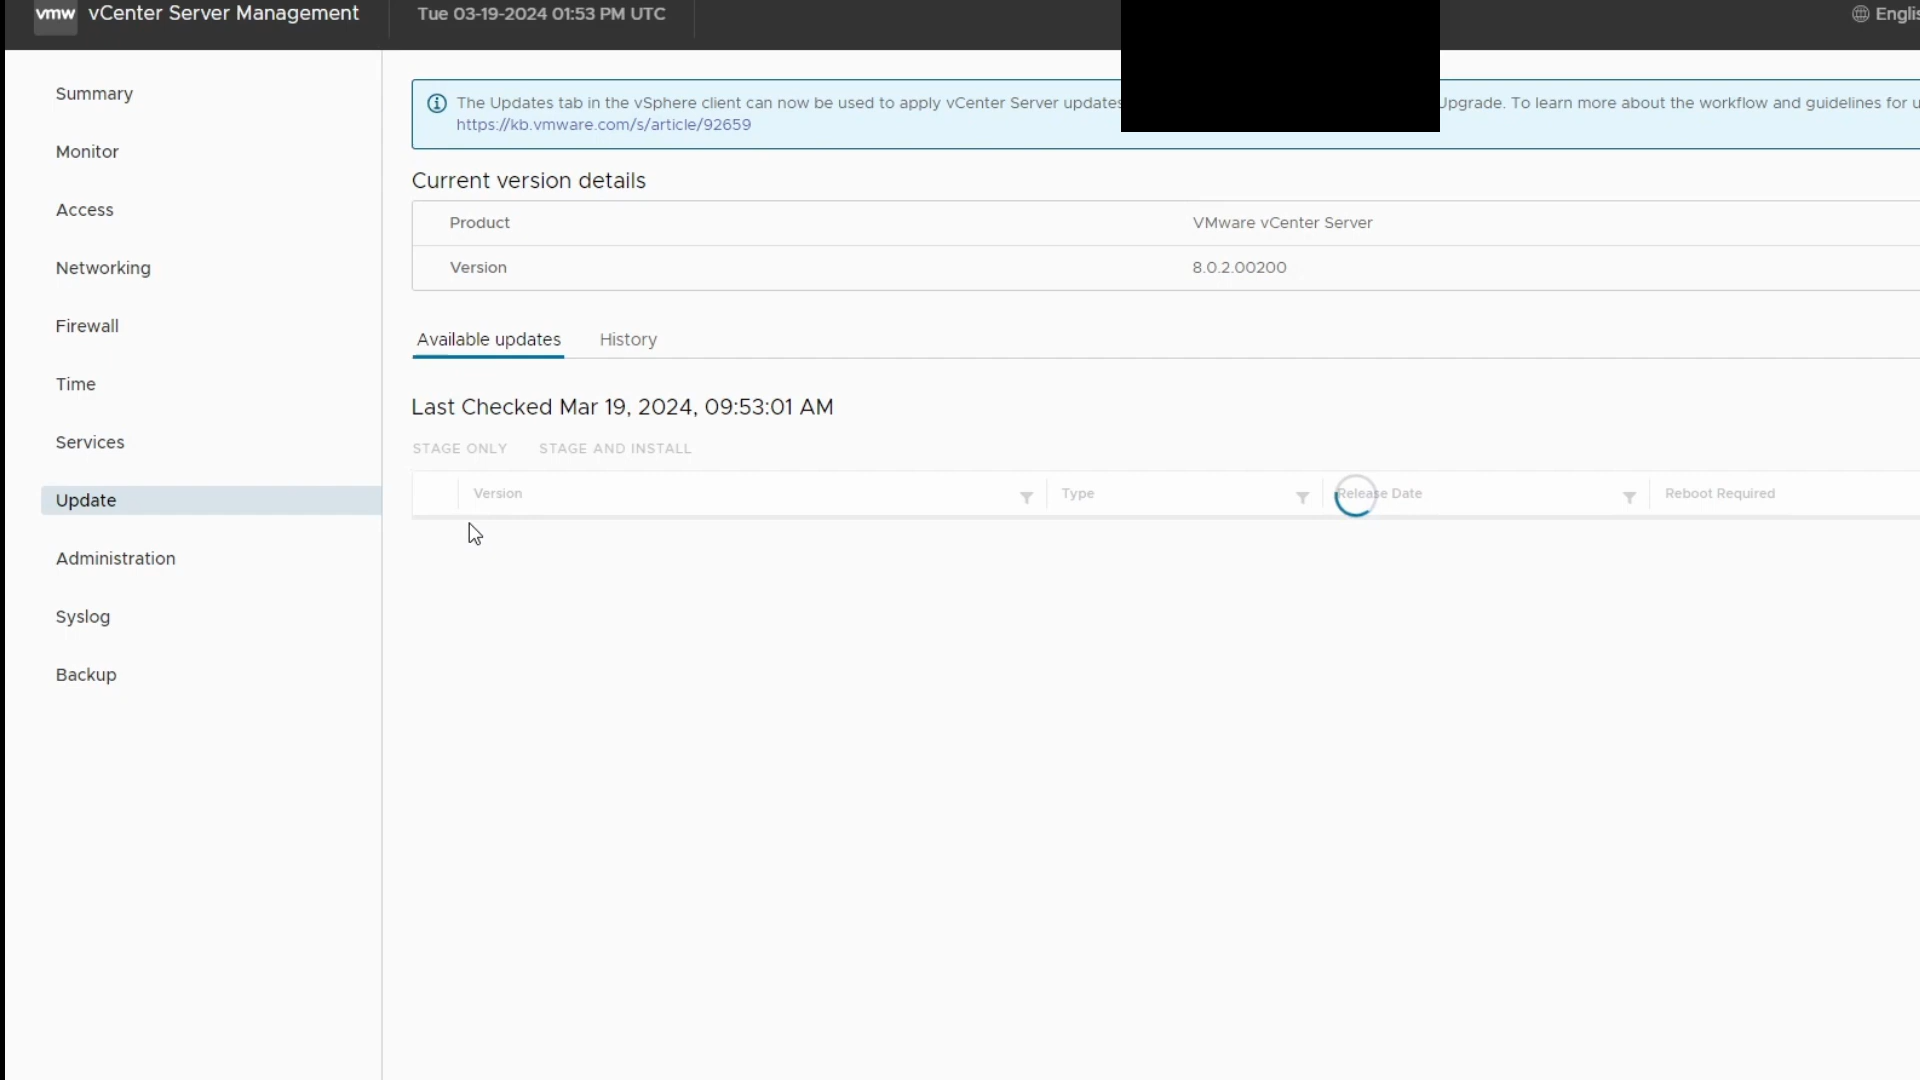 vmw vCenter Server Management
Tue 03-19-2024 01:53 PM UTC
Summary
Monitor
Access
Networking
Firewall
Time
Services
Update
Administration
Syslog
Backup
The Updates tab in the vSphere client can now be used to apply vCenter Server updates Upgrade. To learn more about the workflow and guidelines for
https://kb.vmware.com/s/article/92659
Current version details
Product VMware vCenter Server
Version 8.0.2.00200
Available updates History
Last Checked Mar 19, 2024, 09:53:01 AM
STAGE ONLY STAGE AND INSTALL
Version Type Release Date Reboot Required